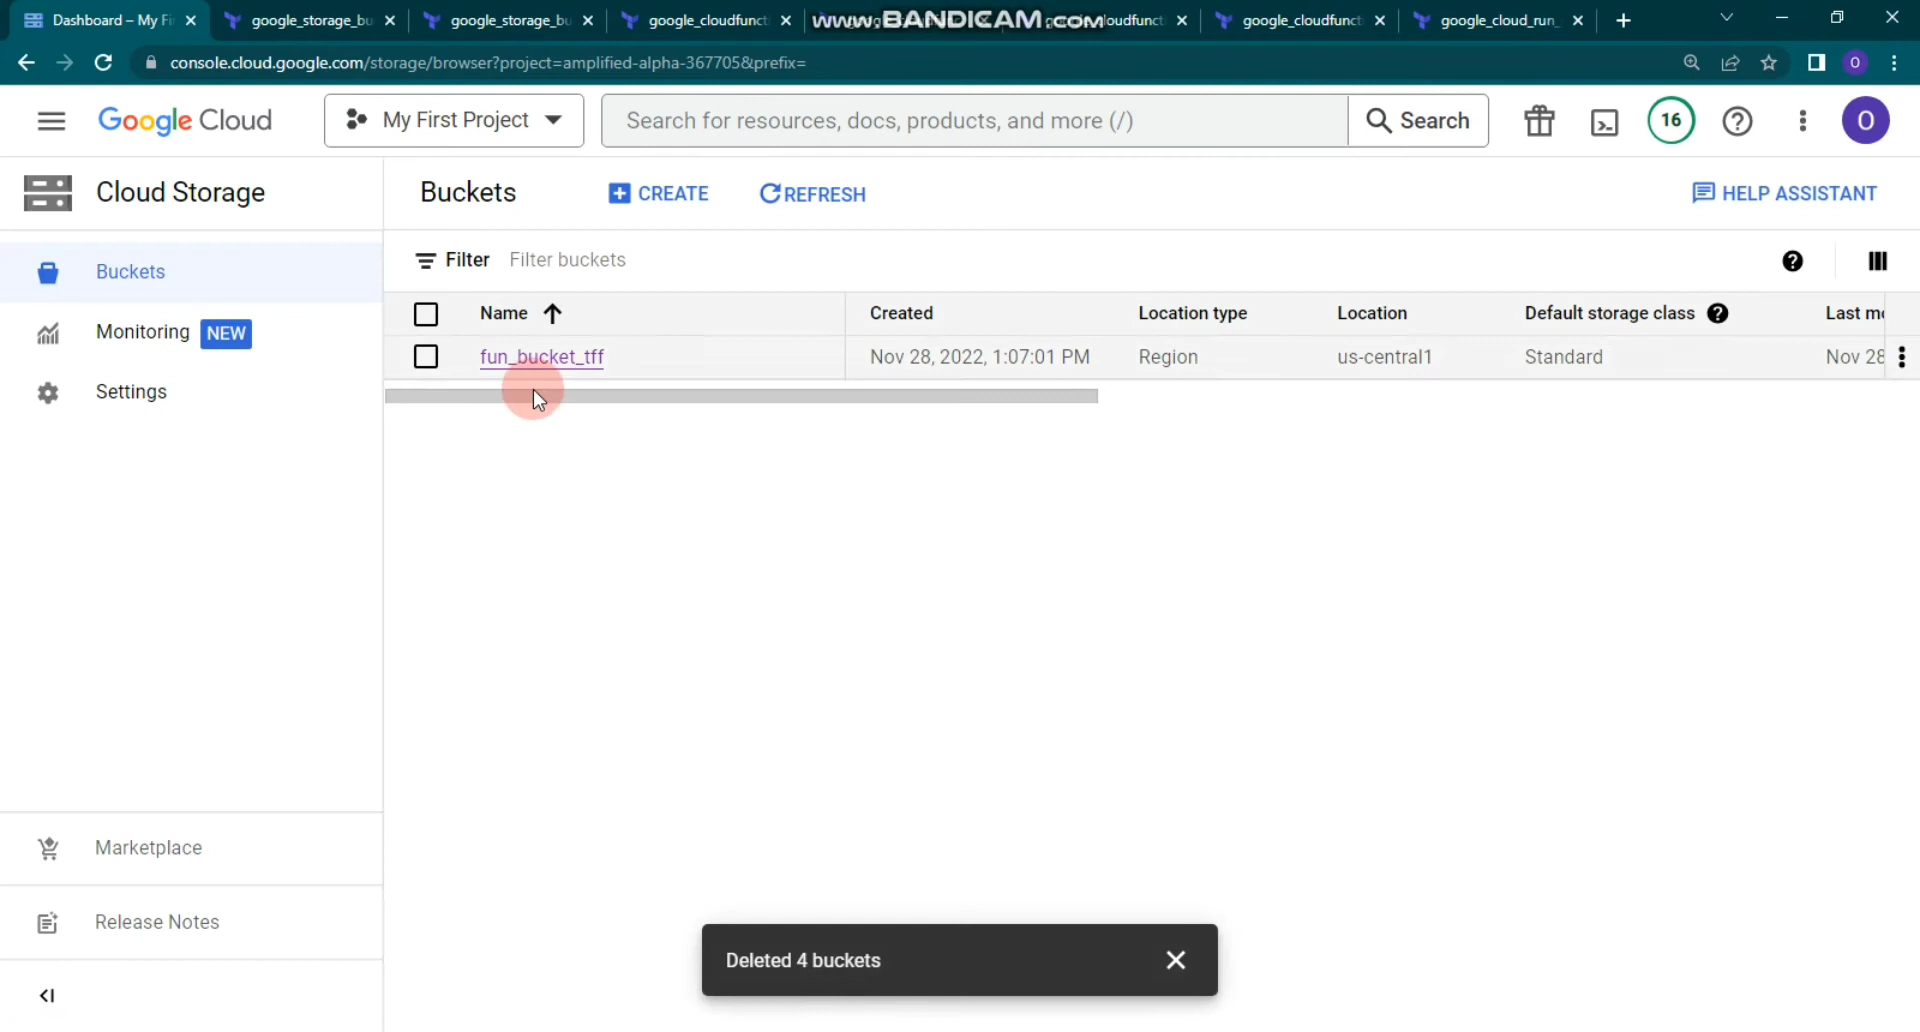 Dashboard – My Fi
google_storage_bu
google_storage_bu
google_cloudfunct
www.BANDICAM.com
oudfunct
google_cloudfunct
google_cloud_run_
console.cloud.google.com/storage/browser?project=amplified-alpha-367705&prefix=
O
Google Cloud
My First Project
Search for resources, docs, products, and more (/)
Search
16
O
Cloud Storage
Buckets
CREATE
REFRESH
HELP ASSISTANT
Buckets
Monitoring NEW
Settings
Filter Filter buckets
Name Created Location type Location Default storage class Last mo
fun_bucket_tff Nov 28, 2022, 1:07:01 PM Region us-central1 Standard Nov 28
Marketplace
Release Notes
Deleted 4 buckets